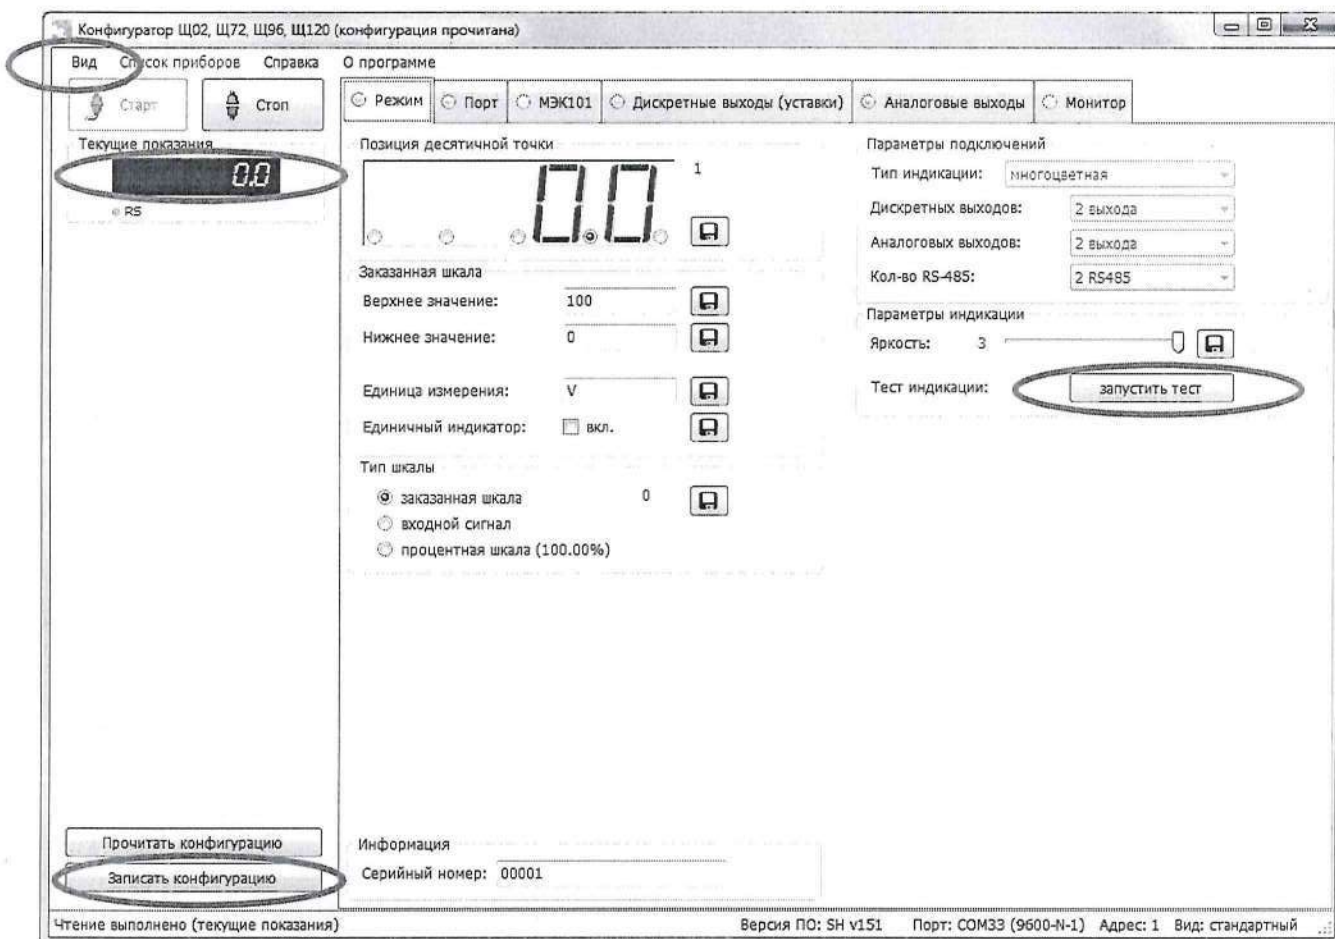 Конфигуратор Щ02, Щ72, Щ96, Щ120 (конфигурация прочитана)
Вид Список приборов Справка О программе
Старт Стоп
Режим Порт МЭК101 Дискретные выходы (уставки) Аналоговые выходы Монитор
Текущие показания
0.0
RS
Позиция десятичной точки
00
1
Заказанная шкала
Верхнее значение: 100
Нижнее значение: 0
Единица измерения: V
Единичный индикатор: вкл.
Тип шкалы
заказанная шкала 0
входной сигнал
процентная шкала (100.00%)
Параметры подключений
Тип индикации: многоцветная
Дискретных выходов: 2 выхода
Аналоговых выходов: 2 выхода
Кол-во RS-485: 2 RS485
Параметры индикации
Яркость: 3
Тест индикации: запустить тест
Прочитать конфигурацию
Записать конфигурацию
Информация
Серийный номер: 00001
Чтение выполнено (текущие показания) Версия ПО: SH v151 Порт: COM33 (9600-N-1) Адрес: 1 Вид: стандартный